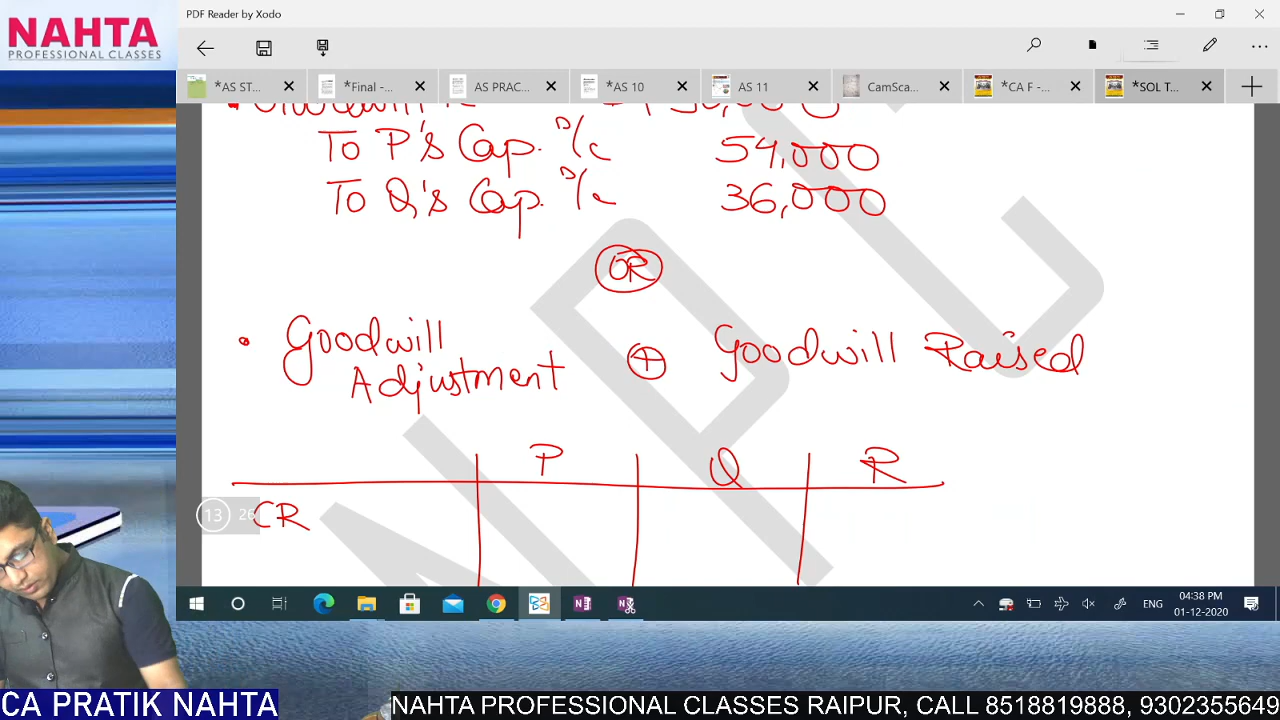 NAHTA
PROFESSIONAL CLASSES
PDF Reader by Xodo
*AS ST...
*Final -...
AS PRAC...
*AS 10
AS 11
CamSca...
*CA F - ...
*SOL T...
To P's Cap. A/c 54,000
To Q's Cap. A/c 36,000
OR
• Goodwill Adjustment + Goodwill Raised
P Q R
CR
13 26
ENG
04:38 PM
01-12-2020
CA PRATIK NAHTA
NAHTA PROFESSIONAL CLASSES RAIPUR, CALL 8518819888, 9302355649